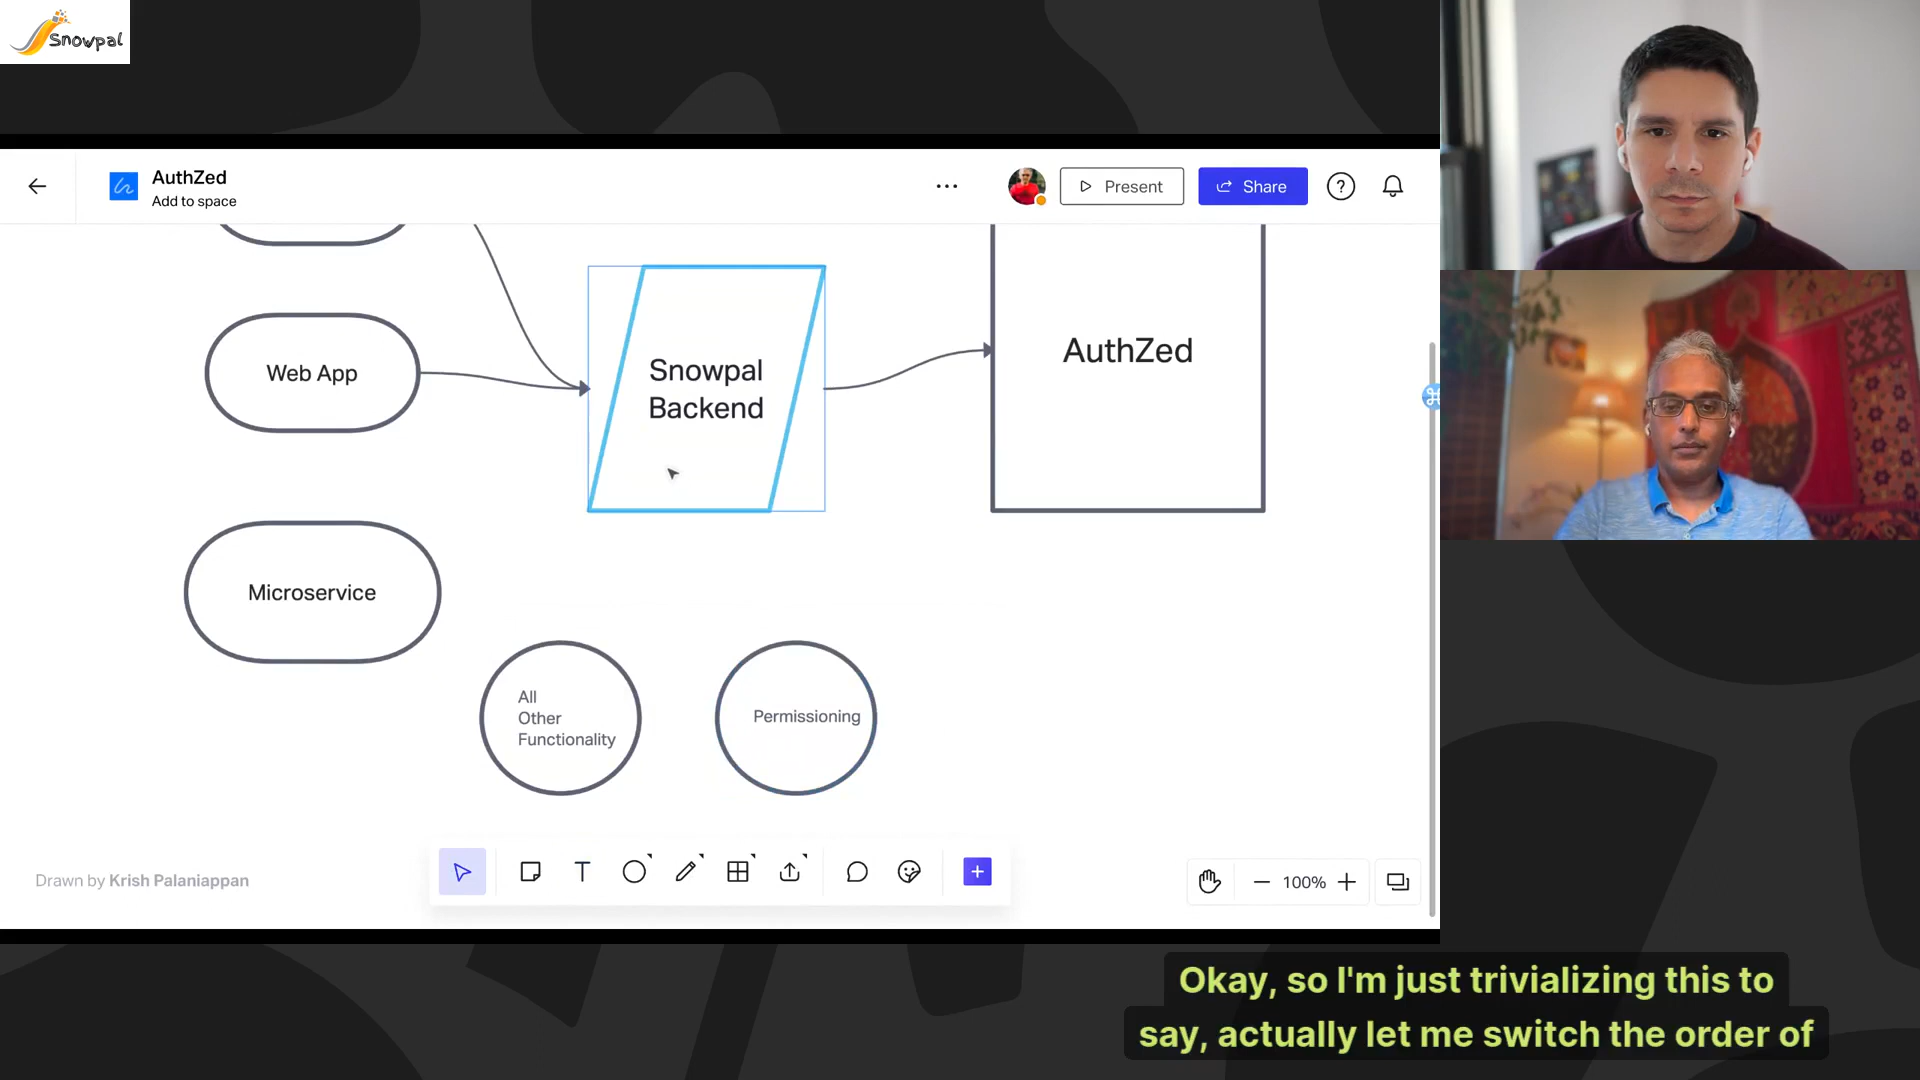 Snowpal
AuthZed
Add to space
Present
Share
?
Snowpal
Backend
AuthZed
Web App
Microservice
All
Other
Functionality
Permissioning
Drawn by Krish Palaniappan
T
100%
Okay, so I'm just trivializing this to
say, actually let me switch the order of